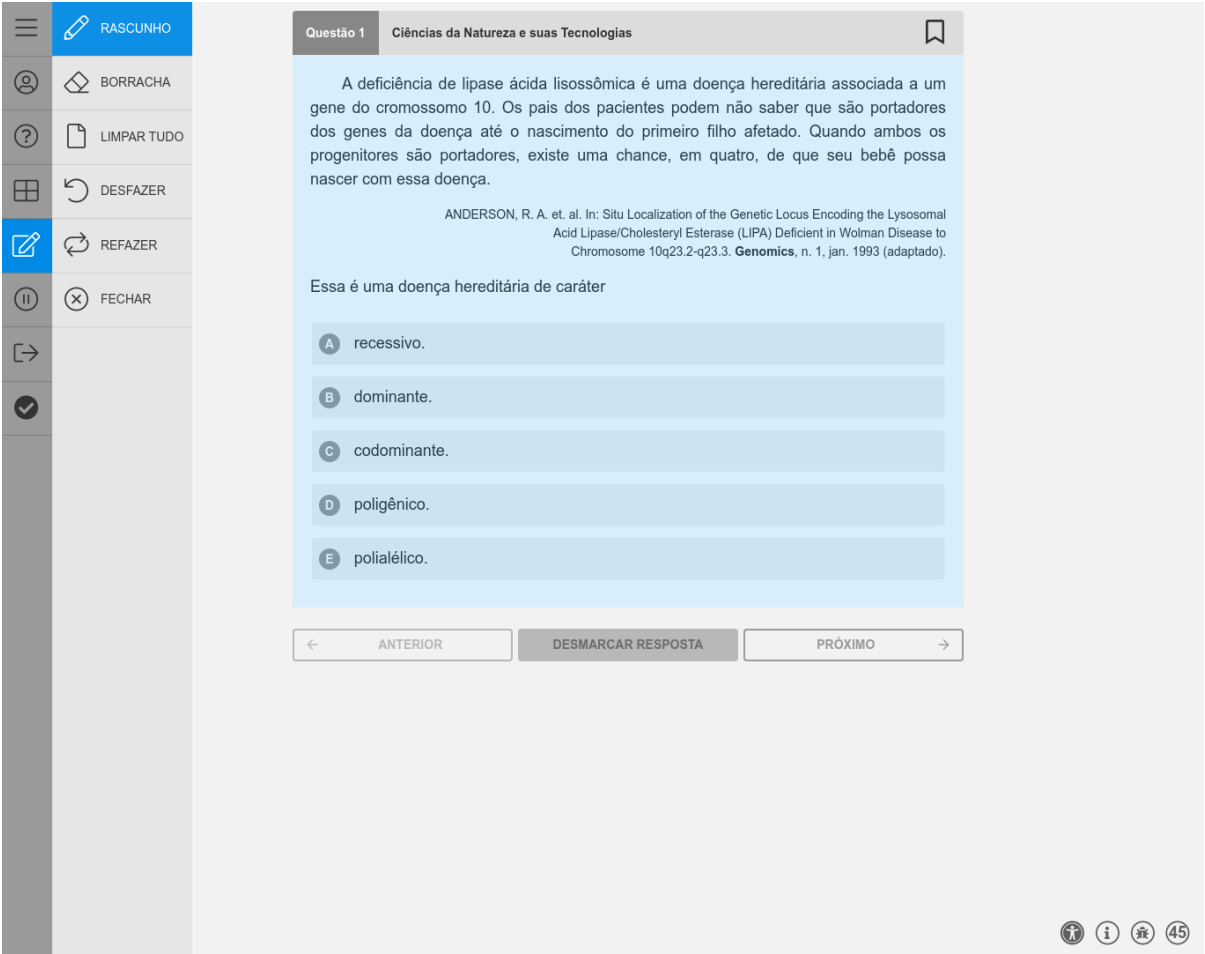 RASCUNHO
BORRACHA
LIMPAR TUDO
DESFAZER
REFAZER
FECHAR
Questão 1 Ciências da Natureza e suas Tecnologias
A deficiência de lipase ácida lisossômica é uma doença hereditária associada a um
gene do cromossomo 10. Os pais dos pacientes podem não saber que são portadores
dos genes da doença até o nascimento do primeiro filho afetado. Quando ambos os
progenitores são portadores, existe uma chance, em quatro, de que seu bebê possa
nascer com essa doença.
ANDERSON, R. A. et. al. In: Situ Localization of the Genetic Locus Encoding the Lysosomal
Acid Lipase/Cholesteryl Esterase (LIPA) Deficient in Wolman Disease to
Chromosome 10q23.2-q23.3. Genomics, n. 1, jan. 1993 (adaptado).
Essa é uma doença hereditária de caráter
A recessivo.
B dominante.
C codominante.
D poligênico.
E polialélico.
ANTERIOR DESMARCAR RESPOSTA PRÓXIMO
45